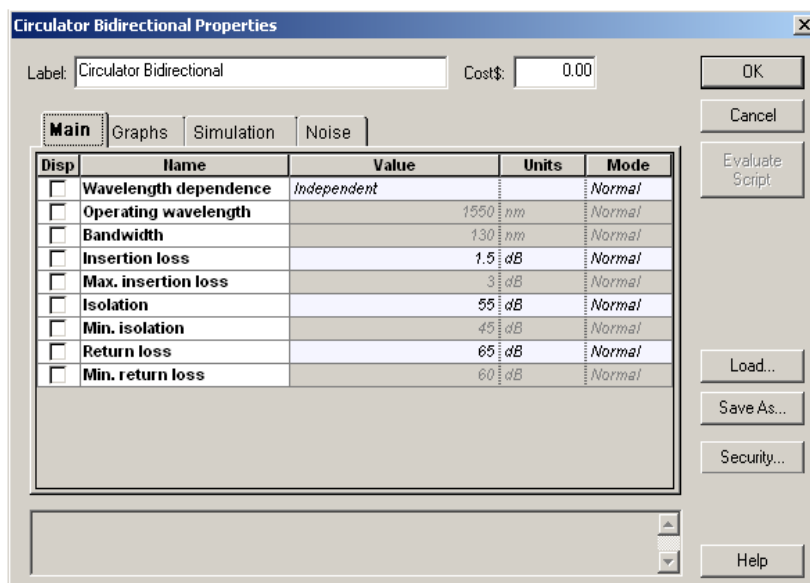 Circulator Bidirectional Properties
Label: Circulator Bidirectional Cost$: 0.00 OK
Cancel
Main Graphs Simulation Noise
Evaluate Script
Disp Name Value Units Mode
Wavelength dependence Independent Normal
Operating wavelength 1550 nm Normal
Bandwidth 130 nm Normal
Insertion loss 1.5 dB Normal
Max. insertion loss 3 dB Normal
Isolation 55 dB Normal
Min. isolation 45 dB Normal
Return loss 65 dB Normal
Min. return loss 60 dB Normal
Load...
Save As...
Security...
Help